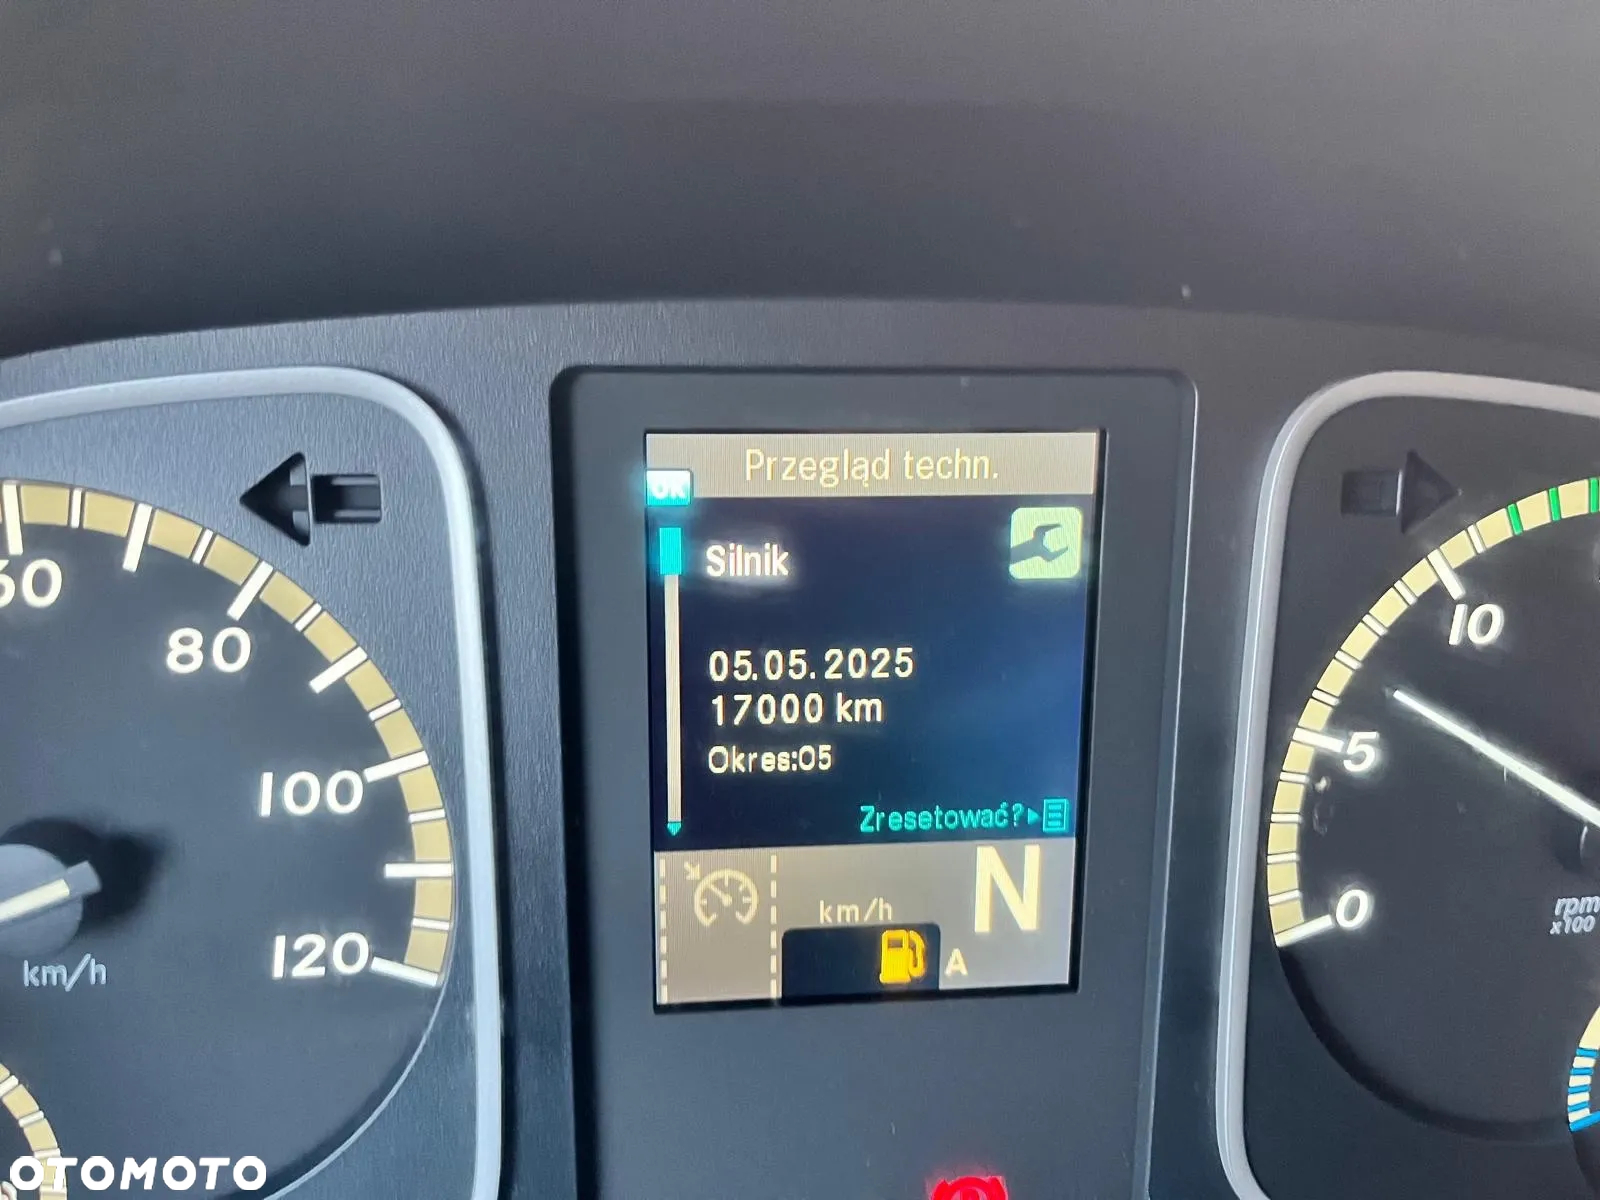 Przegląd techn.
OK
Silnik
05.05.2025
17000 km
Okres:05
Zresetować?
km/h
N
A
60
80
100
120
km/h
10
5
0
rpm
x100
OTOMOTO